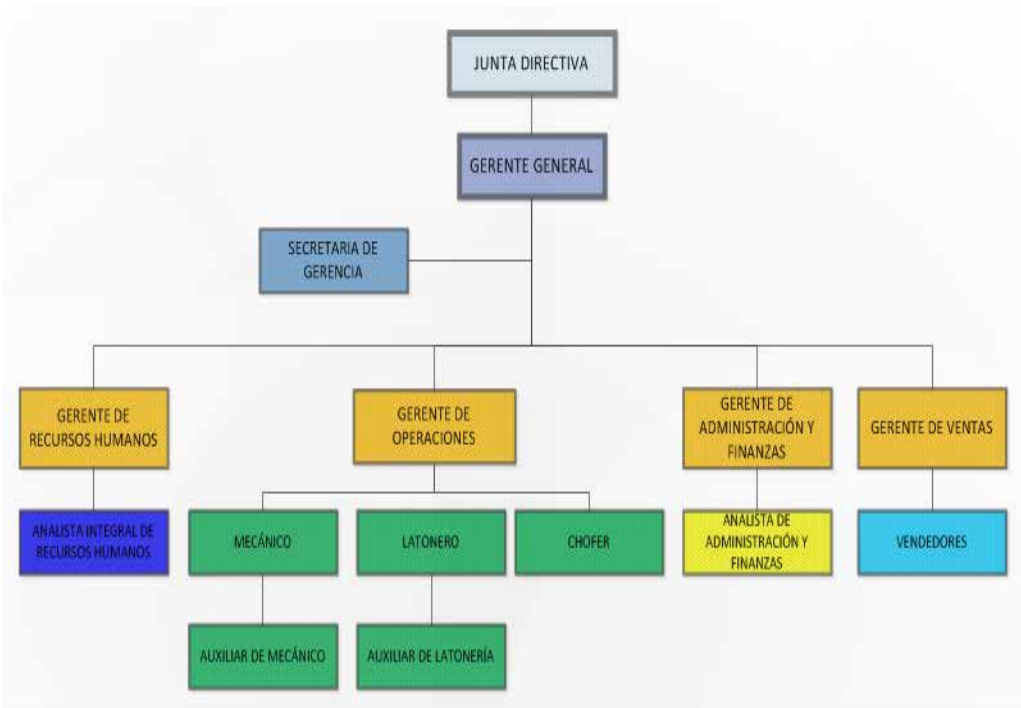 JUNTA DIRECTIVA
GERENTE GENERAL
SECRETARIA DE
GERENCIA
GERENTE DE
RECURSOS HUMANOS
GERENTE DE
OPERACIONES
GERENTE DE
ADMINISTRACIÓN Y
FINANZAS
GERENTE DE VENTAS
ANALISTA INTEGRAL DE
RECURSOS HUMANOS
MECÁNICO
LATONERO
CHOFER
ANALISTA DE
ADMINISTRACIÓN Y
FINANZAS
VENDEDORES
AUXILIAR DE MECÁNICO
AUXILIAR DE LATONERÍA